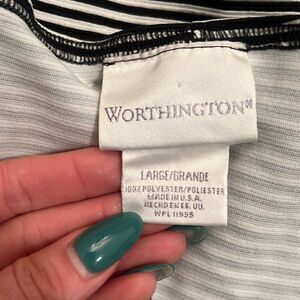 WORTHINGTON®
LARGE/GRANDE
100% POLYESTER/POLIESTER
MADE IN U.S.A.
HECHO EN EE. UU.
WPL 11935